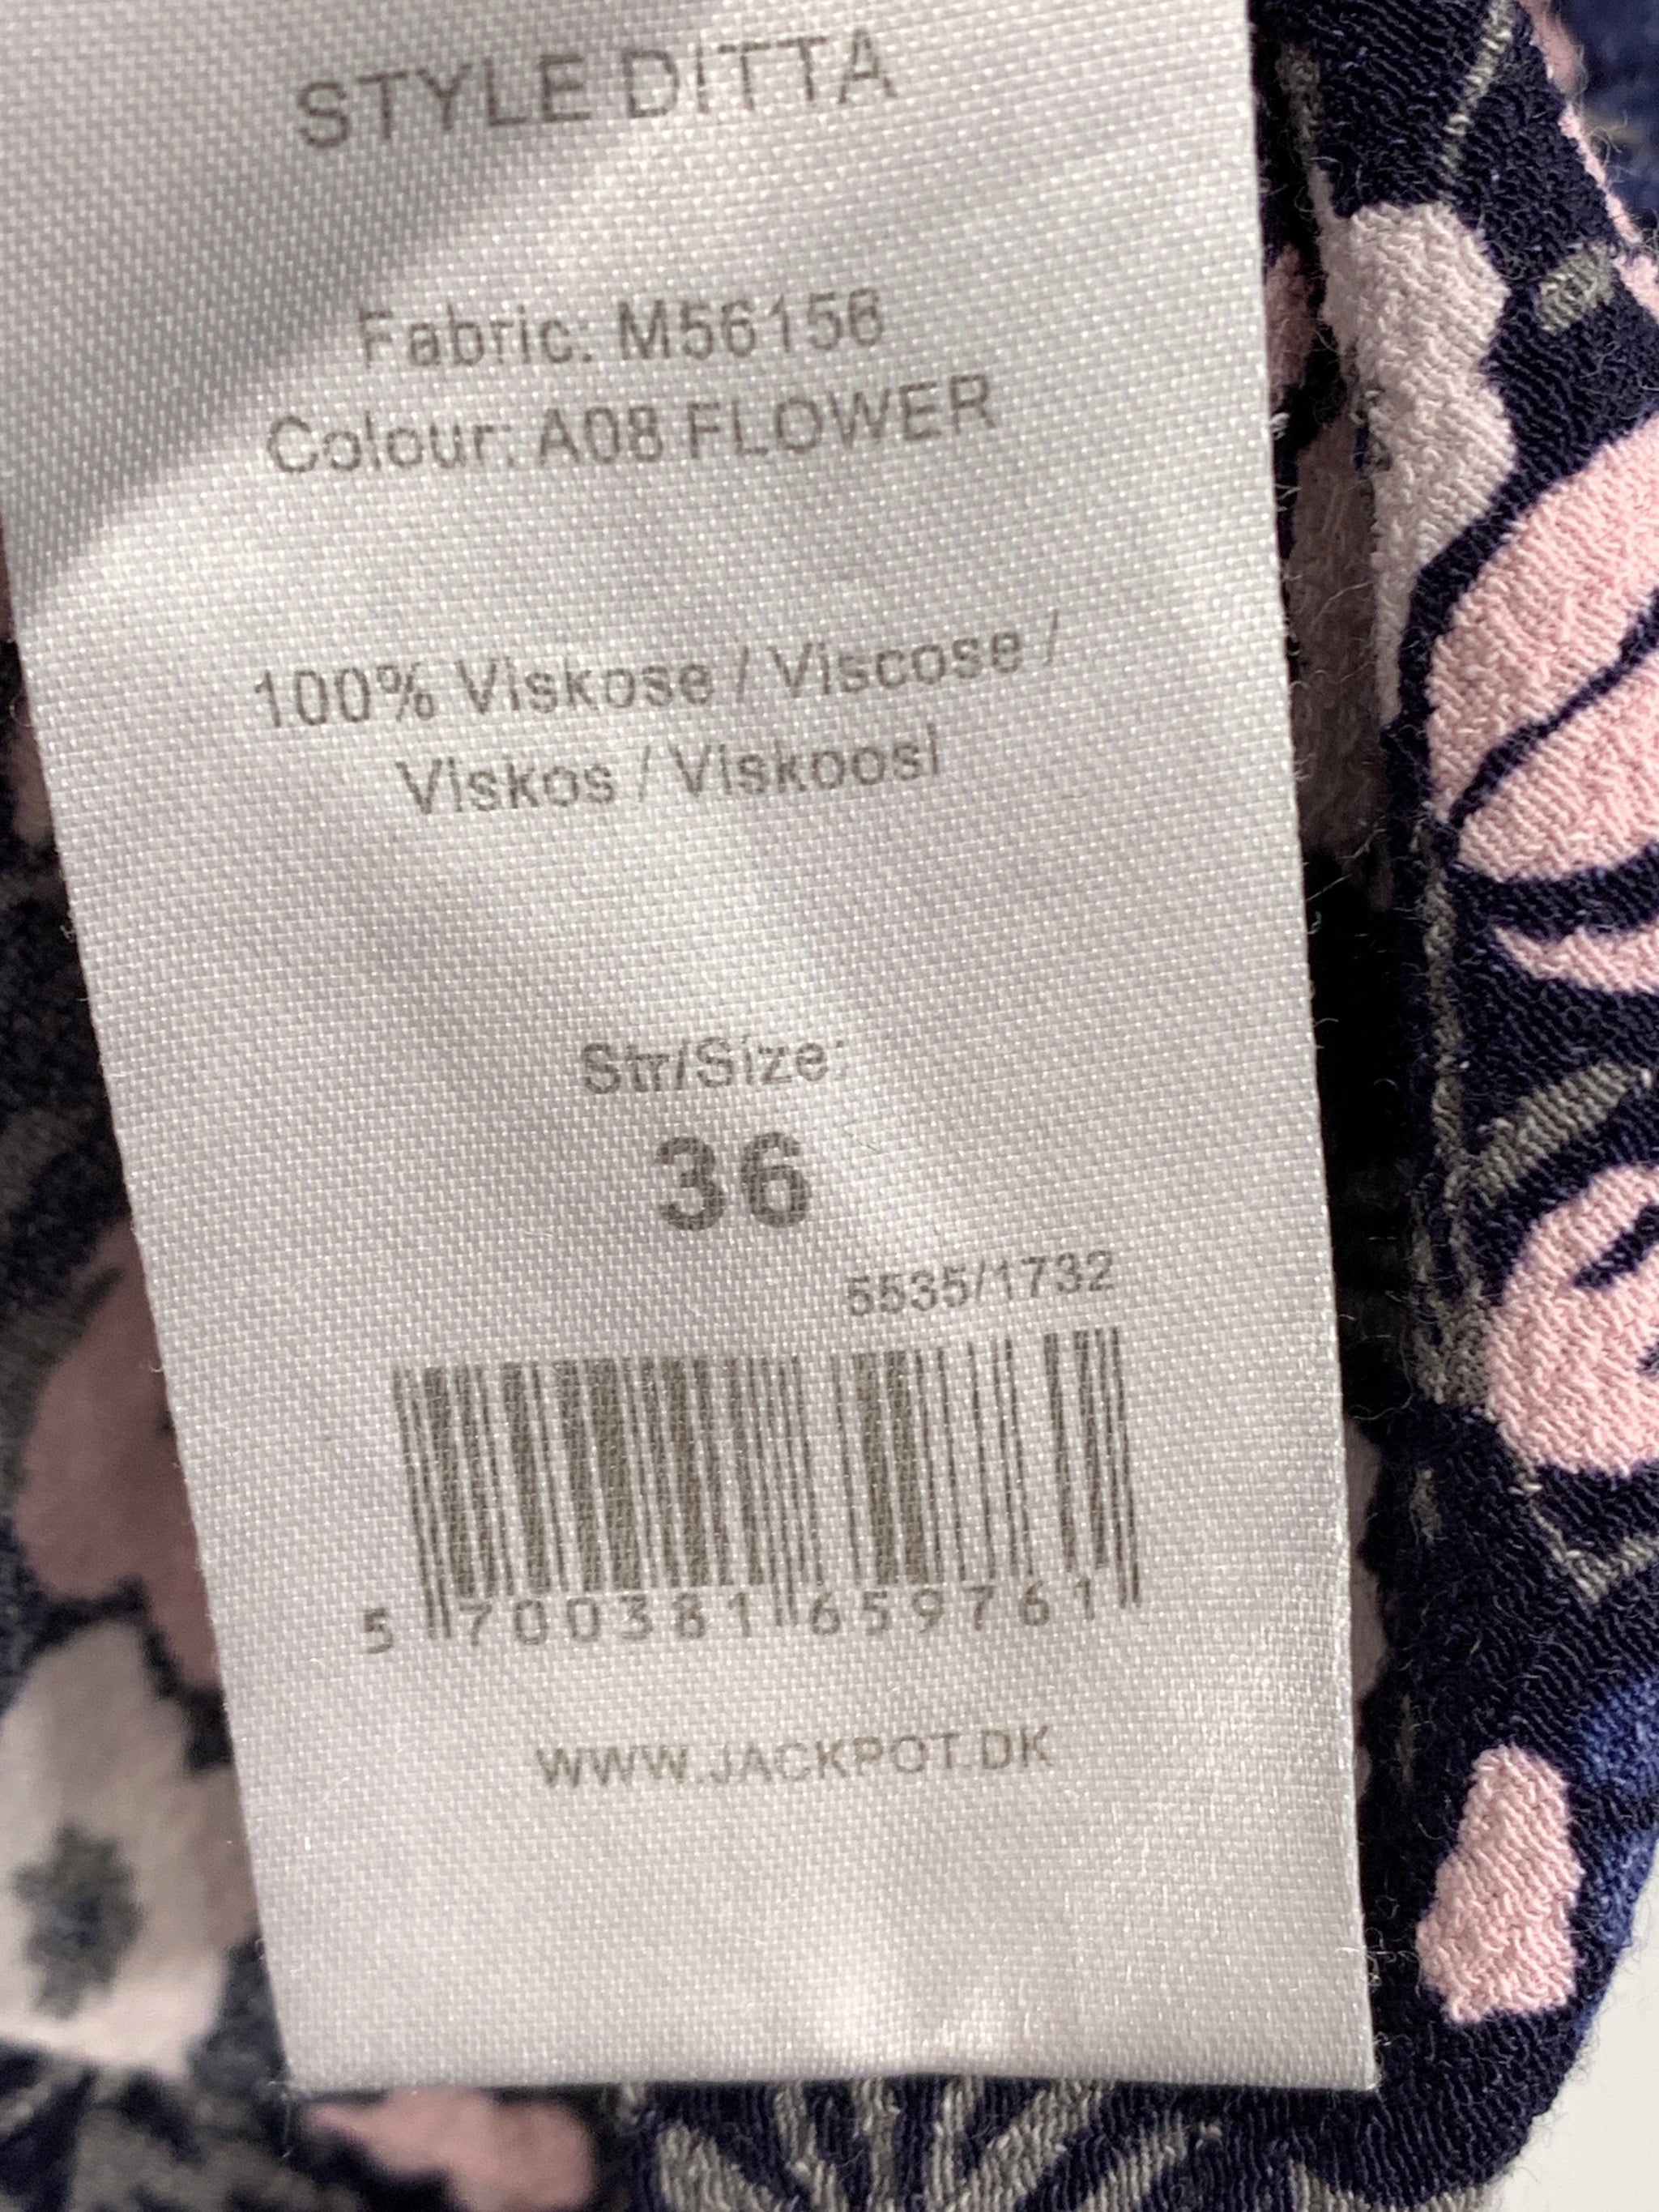 STYLE DITTA
Fabric: M56156
Colour: A08 FLOWER
100% Viskose / Viscose /
Viskos / Viskoosl
Str/Size:
36
5535/1732
5 700381 659761
WWW.JACKPOT.DK